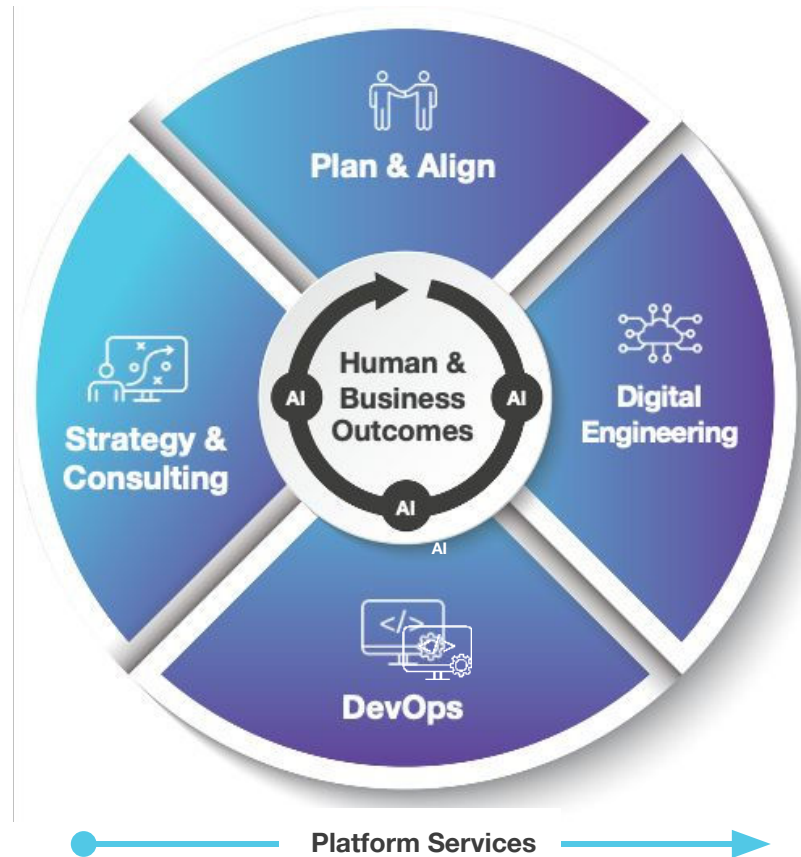 Plan & Align
Strategy &
Consulting
Human &
Business
Outcomes
AI
AI
AI
AI
Digital
Engineering
</>
</>
DevOps
Platform Services